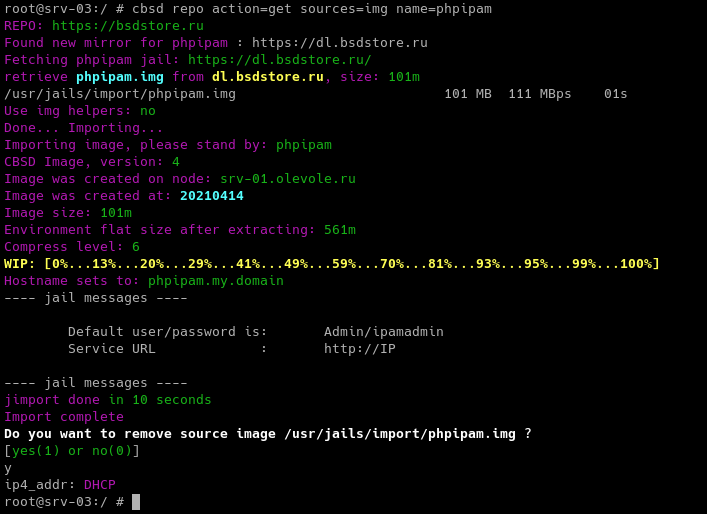 root@srv-03:/ # cbsd repo action=get sources=img name=phpipam
REPO: https://bsdstore.ru
Found new mirror for phpipam : https://dl.bsdstore.ru
Fetching phpipam jail: https://dl.bsdstore.ru/
retrieve phpipam.img from dl.bsdstore.ru, size: 101m
/usr/jails/import/phpipam.img                          101 MB  111 MBps    01s
Use img helpers: no
Done... Importing...
Importing image, please stand by: phpipam
CBSD Image, version: 4
Image was created on node: srv-01.olevole.ru
Image was created at: 20210414
Image size: 101m
Environment flat size after extracting: 561m
Compress level: 6
WIP: [0%...13%...20%...29%...41%...49%...59%...70%...81%...93%...95%...99%...100%]
Hostname sets to: phpipam.my.domain
---- jail messages ----
        Default user/password is:       Admin/ipamadmin
        Service URL             :       http://IP
---- jail messages ----
jimport done in 10 seconds
Import complete
Do you want to remove source image /usr/jails/import/phpipam.img ?
[yes(1) or no(0)]
y
ip4_addr: DHCP
root@srv-03:/ #